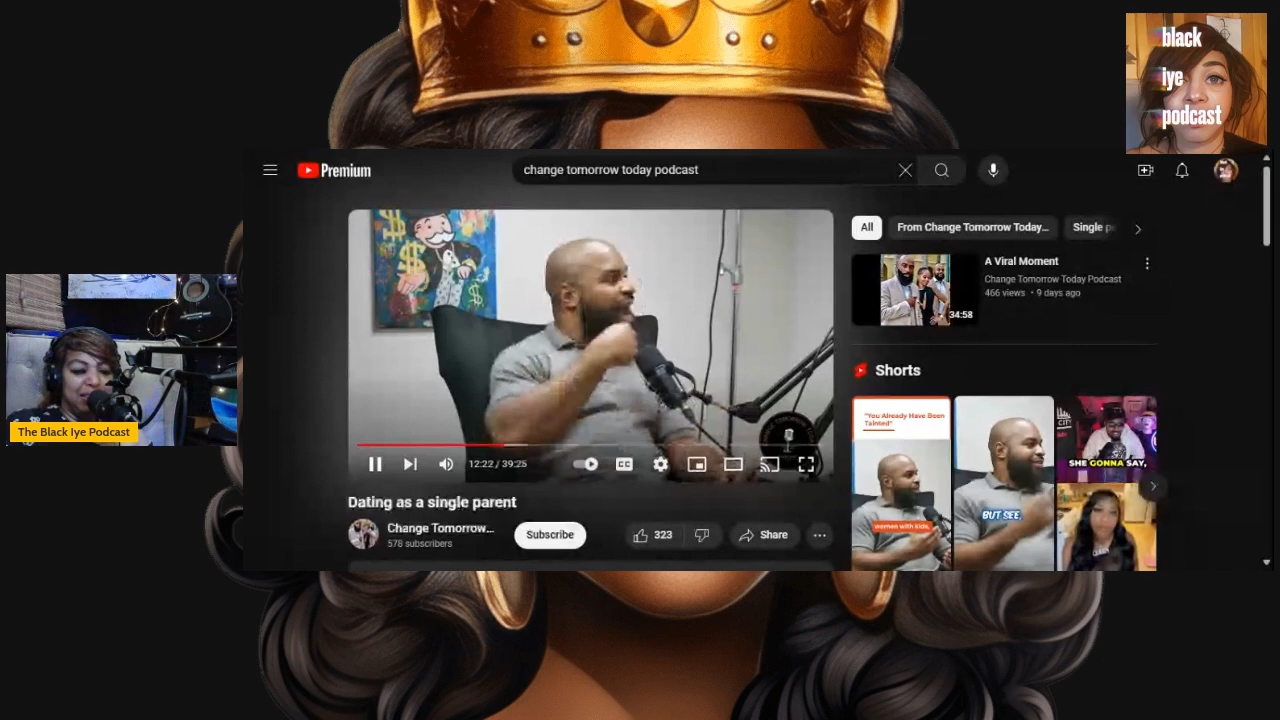 black
iye
podcast
Premium
change tomorrow today podcast
All
From Change Tomorrow Today...
Single
A Viral Moment
Change Tomorrow Today Podcast
466 views • 9 days ago
34:58
Shorts
"You Already Have Been
Tainted"
women with kids,
BUT SEE,
SHE GONNA SAY,
12:22 / 39:25
CC
Dating as a single parent
Change Tomorrow...
578 subscribers
Subscribe
323
Share
The Black Iye Podcast